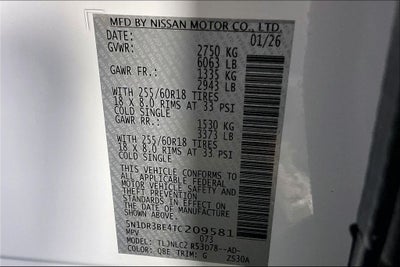 MFD BY NISSAN MOTOR CO., LTD.
DATE: 01/26
GVWR: 2750 KG
6063 LB
GAWR FR.: 1335 KG
2943 LB
WITH 255/60R18 TIRES
18 x 8.0 RIMS AT 33 PSI
COLD SINGLE
GAWR RR.: 1530 KG
3373 LB
WITH 255/60R18 TIRES
18 x 8.0 RIMS AT 33 PSI
COLD SINGLE
THIS VEHICLE CONFORMS TO
ALL APPLICABLE FEDERAL
MOTOR VEHICLE SAFETY AND
THEFT PREVENTION
STANDARDS IN EFFECT ON
THE DATE OF MANUFACTURE
SHOWN ABOVE.
5N1DR3BE4TC209581
MPV 073
MODEL: TLJNLC2 R53D78--AD-
COLOR: QBE TRIM: G ZS30A